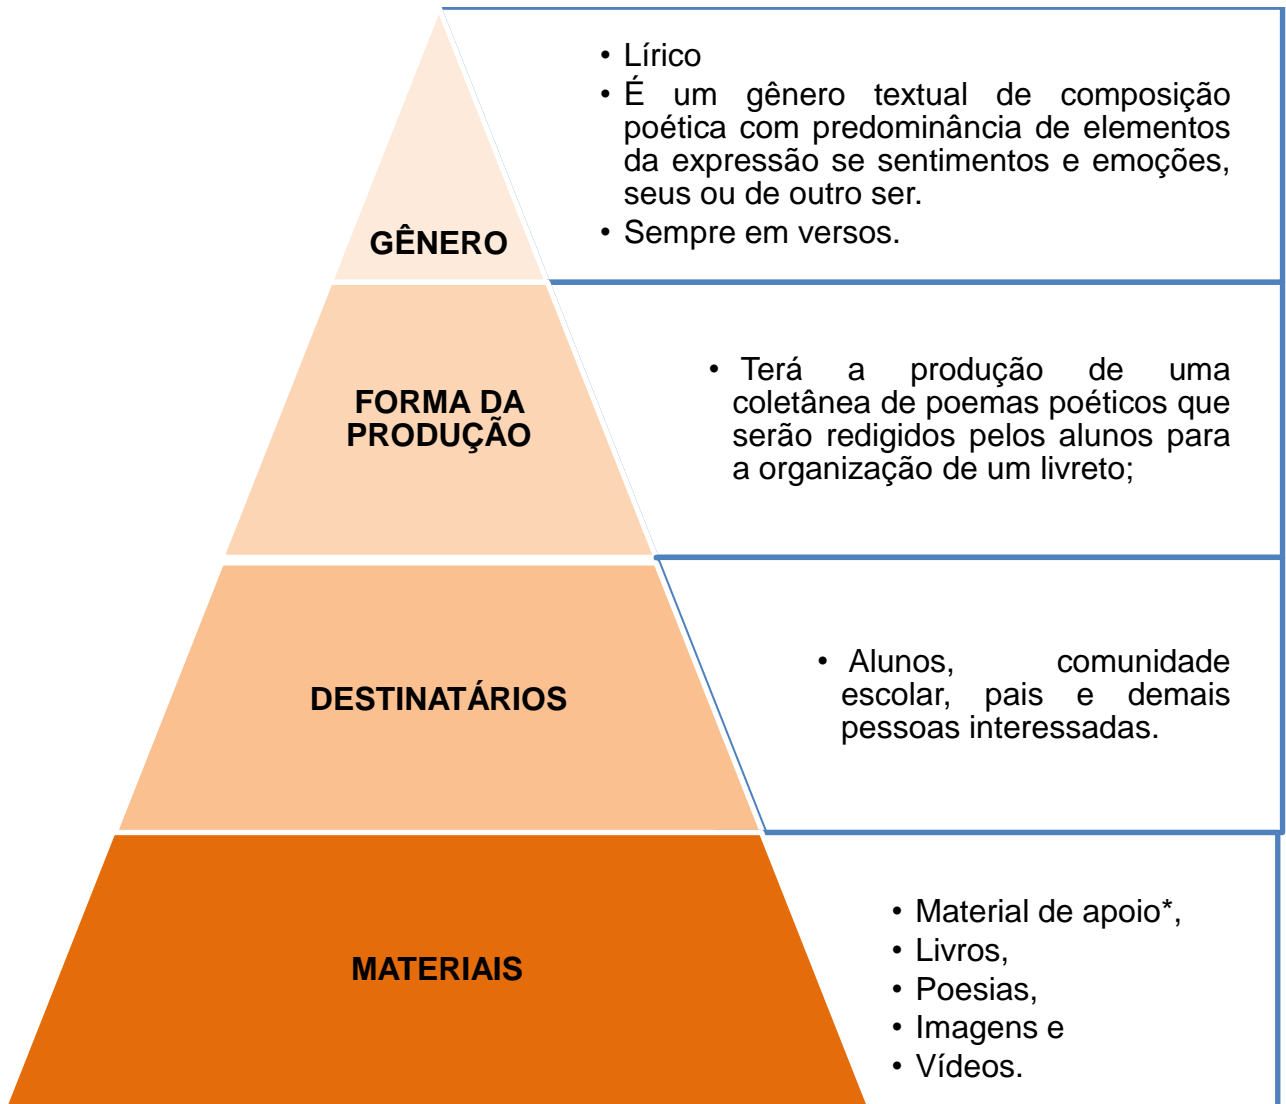 • Lírico
• É um gênero textual de composição
poética com predominância de elementos
da expressão se sentimentos e emoções,
seus ou de outro ser.
• Sempre em versos.
GÊNERO
• Terá a produção de uma
coletânea de poemas poéticos que
serão redigidos pelos alunos para
a organização de um livreto;
FORMA DA
PRODUÇÃO
• Alunos, comunidade
escolar, pais e demais
pessoas interessadas.
DESTINATÁRIOS
• Material de apoio*,
• Livros,
• Poesias,
• Imagens e
• Vídeos.
MATERIAIS